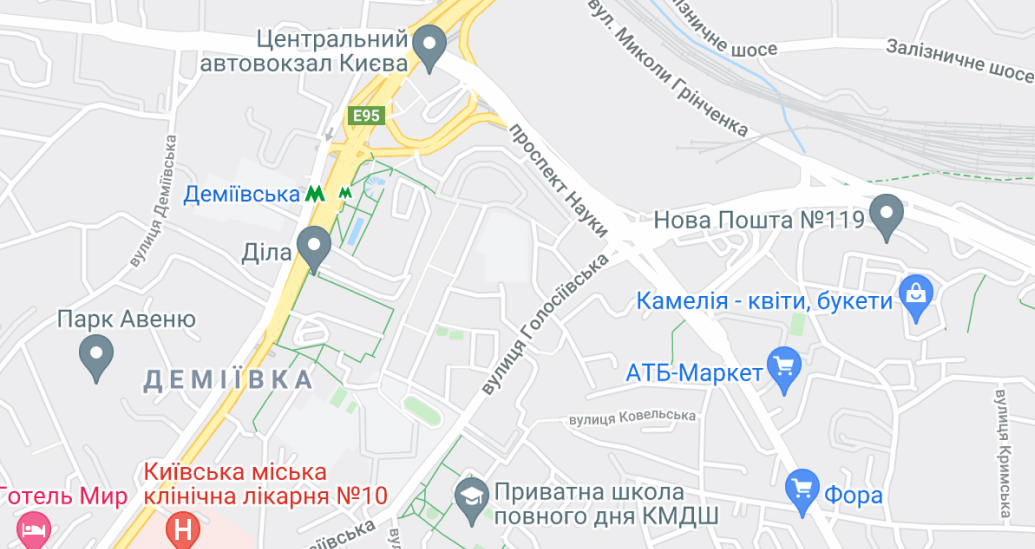 Центральний
автовокзал Києва
E95
вул. Миколи Грінченка
Залізничне шосе
Залізничне шосе
проспект Науки
вулиця Деміївська
Деміївська
Діла
Нова Пошта №119
Камелія - квіти, букети
Парк Авеню
ДЕМІЇВКА
вулиця Голосіївська
АТБ-Маркет
вулиця Ковельська
вулиця Кримська
Київська міська
клінічна лікарня №10
Готель Мир
Приватна школа
повного дня КМДШ
Фора